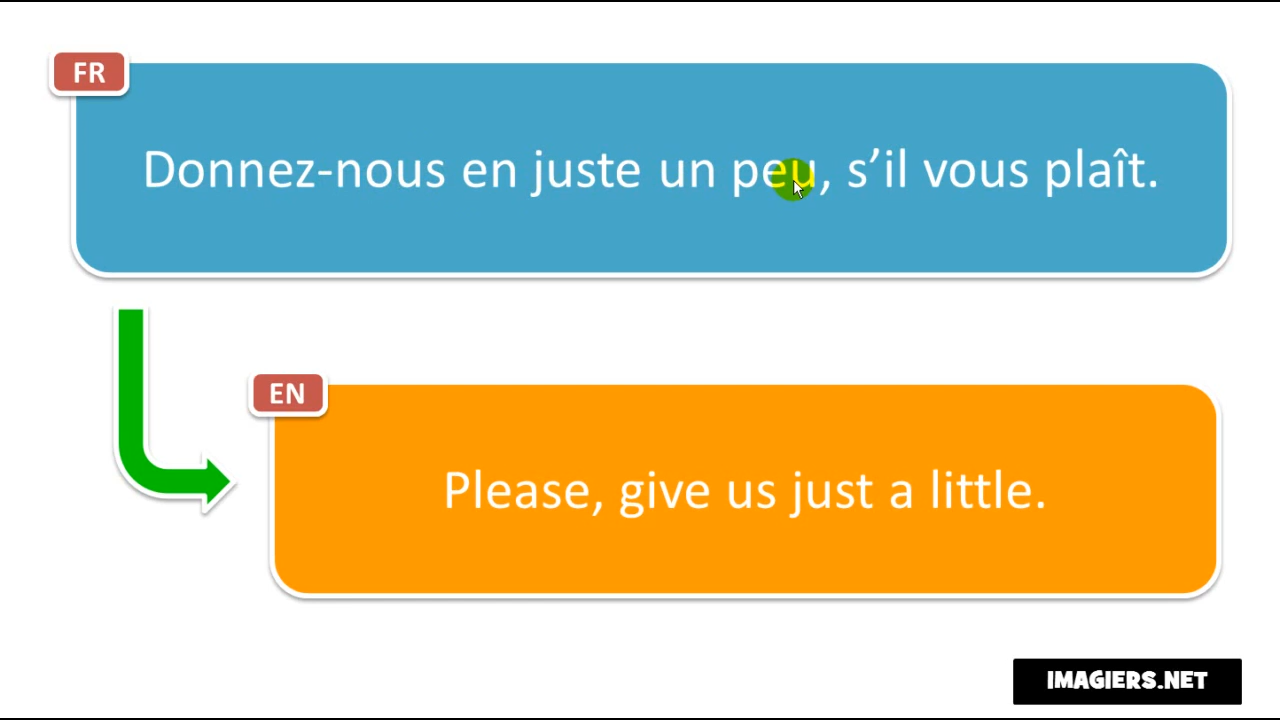 FR
Donnez-nous en juste un peu, s’il vous plaît.
EN
Please, give us just a little.
IMAGIERS.NET